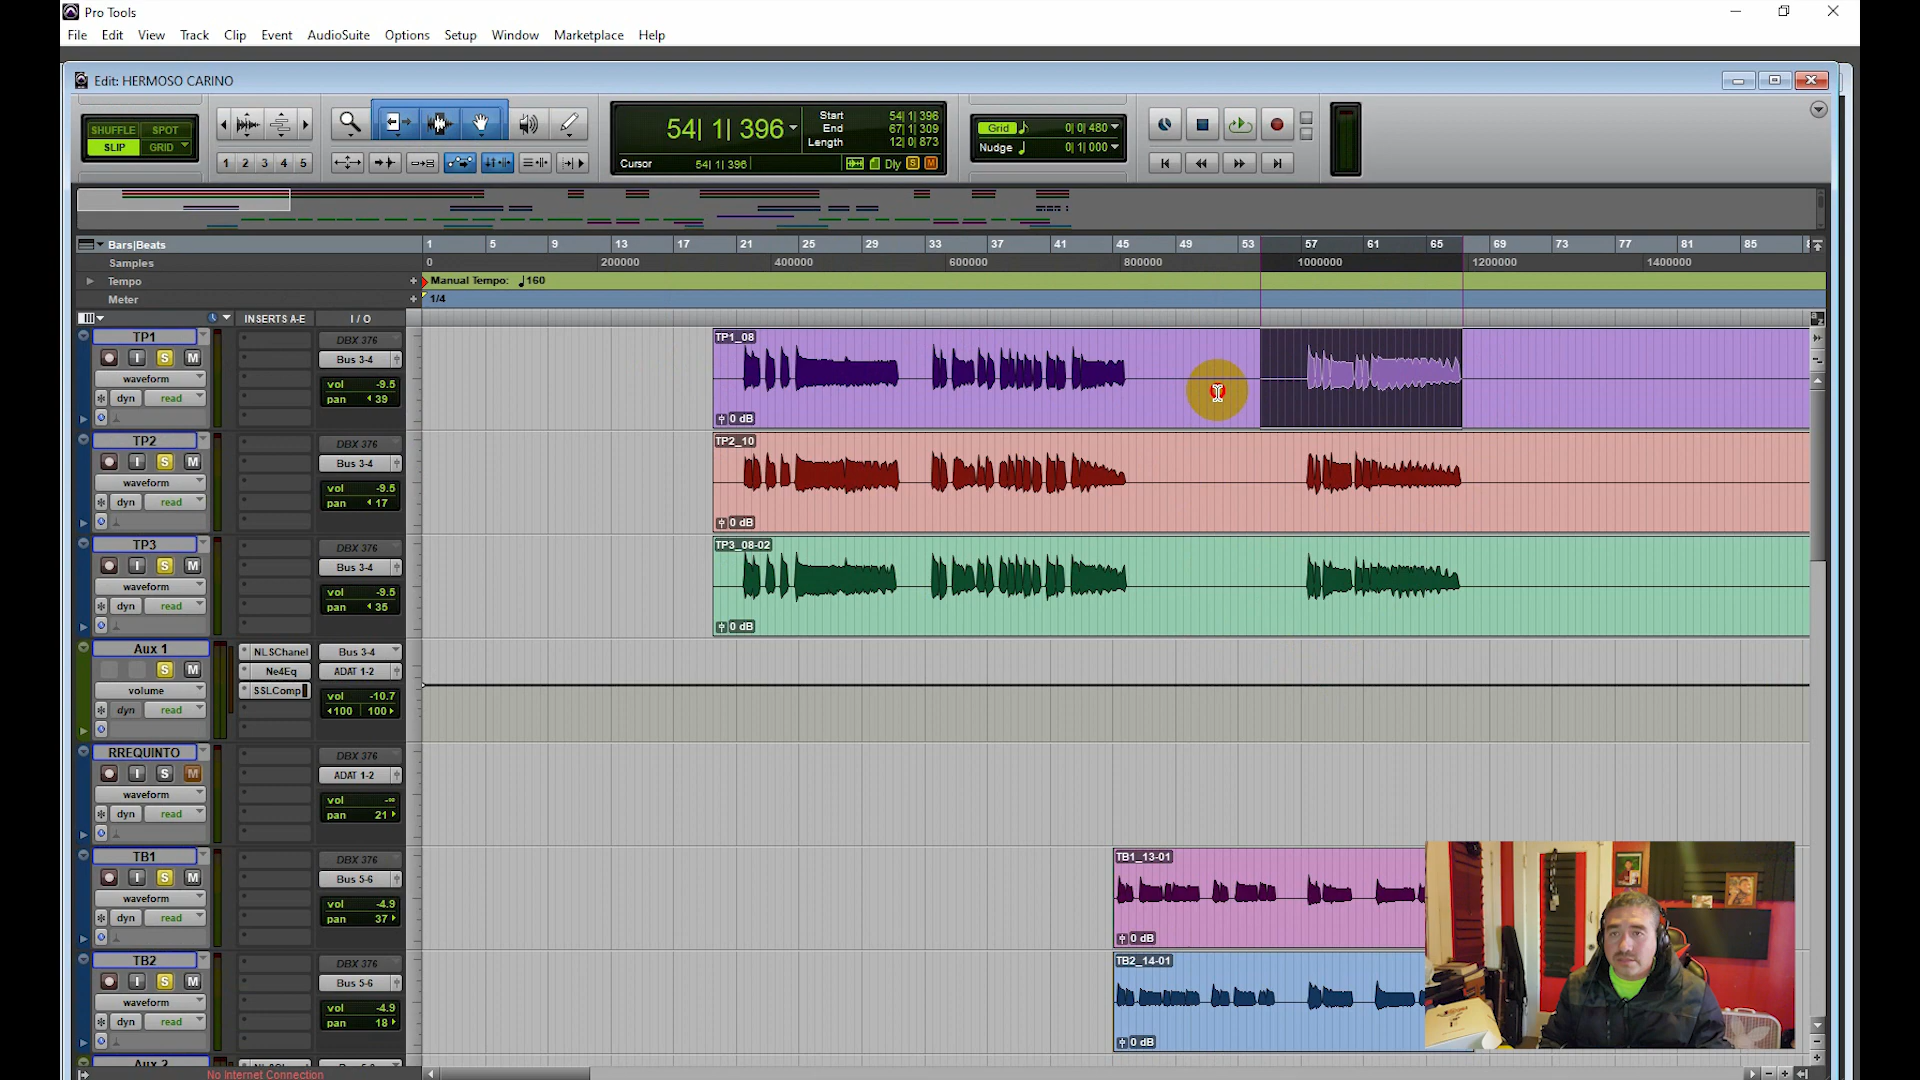 Pro Tools
File Edit View Track Clip Event AudioSuite Options Setup Window Marketplace Help
Edit: HERMOSO CARINO
SHUFFLE SPOT
SLIP GRID
1 2 3 4 5
54| 1| 396
Start 54| 1| 396
End 67| 1| 309
Length 12| 0| 873
Cursor 54| 1| 396
Dly S M
Grid 0| 0| 480
Nudge 0| 1| 000
Bars|Beats 1 5 9 13 17 21 25 29 33 37 41 45 49 53 57 61 65 69 73 77 81 85
Samples 0 200000 400000 600000 800000 1000000 1200000 1400000
Tempo + Manual Tempo: 160
Meter + 1/4
INSERTS A-E I / O
TP1 DBX 376
I S M Bus 3-4
waveform vol -9.5
dyn read pan 39
TP1_08
0 dB
TP2 DBX 376
I S M Bus 3-4
waveform vol -9.5
dyn read pan 17
TP2_10
0 dB
TP3 DBX 376
I S M Bus 3-4
waveform vol -9.5
dyn read pan 35
TP3_08-02
0 dB
Aux 1 NLSChanel Bus 3-4
S M Ne4Eq ADAT 1-2
volume SSLComp vol -10.7
dyn read 100 100
RREQUINTO DBX 376
I S M ADAT 1-2
waveform vol -∞
dyn read pan 21
TB1 DBX 376
I S M Bus 5-6
waveform vol -4.9
dyn read pan 37
TB1_13-01
0 dB
TB2 DBX 376
I S M Bus 5-6
waveform vol -4.9
dyn read pan 18
TB2_14-01
0 dB
Aux 2
No Internet Connection